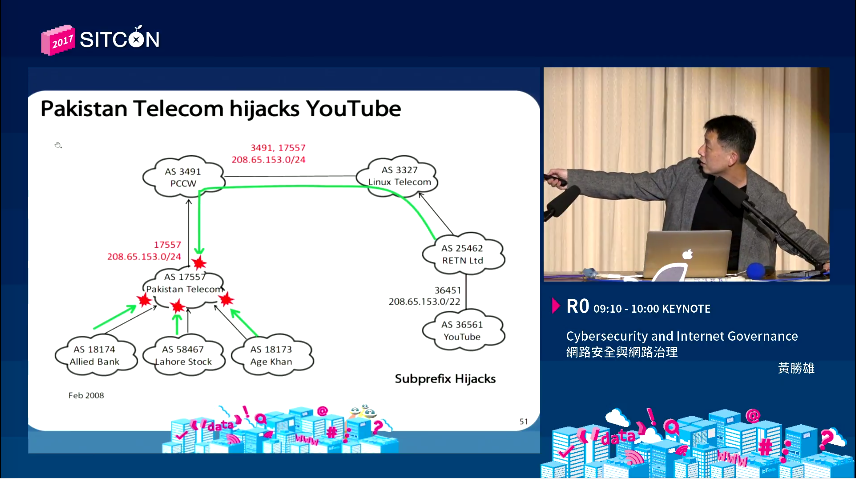 2017 SITCON
Pakistan Telecom hijacks YouTube
3491, 17557
208.65.153.0/24
AS 3491
PCCW
AS 3327
Linux Telecom
17557
208.65.153.0/24
AS 25462
RETN Ltd
AS 17557
Pakistan Telecom
36451
208.65.153.0/22
AS 36561
YouTube
AS 18174
Allied Bank
AS 58467
Lahore Stock
AS 18173
Age Khan
Subprefix Hijacks
Feb 2008
51
R0 09:10 - 10:00 KEYNOTE
Cybersecurity and Internet Governance
網路安全與網路治理
黃勝雄
data
data